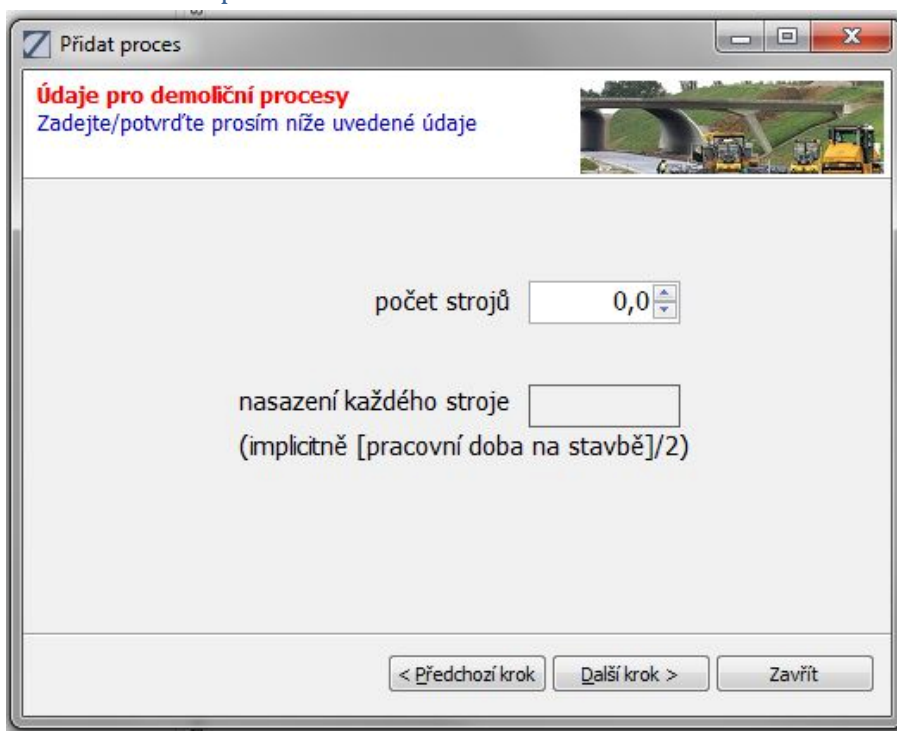 Přidat proces
Údaje pro demoliční procesy
Zadejte/potvrďte prosím níže uvedené údaje
počet strojů 0,0
nasazení každého stroje
(implicitně [pracovní doba na stavbě]/2)
< Předchozí krok Další krok > Zavřít